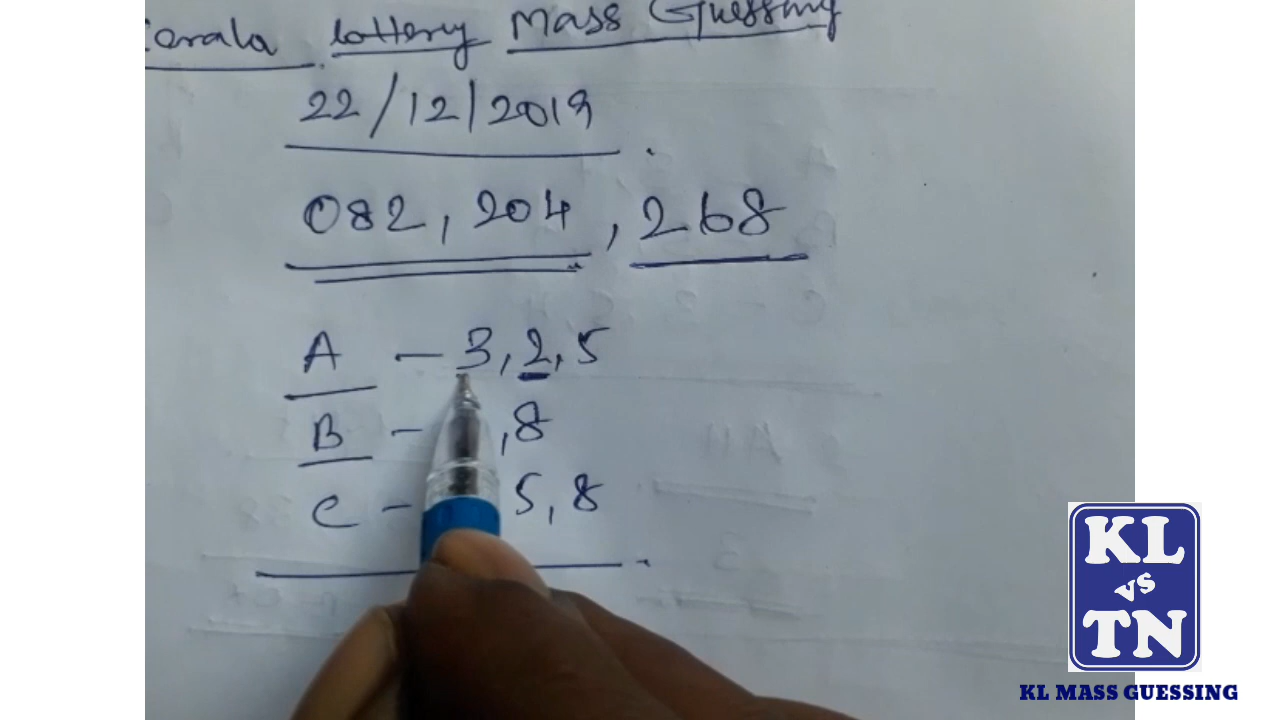 erala lottery Mass Guessing
22/12/2019
082, 204, 268
A - 3, 2, 5
B - , 8
C - 5, 8
KL
VS
TN
KL MASS GUESSING